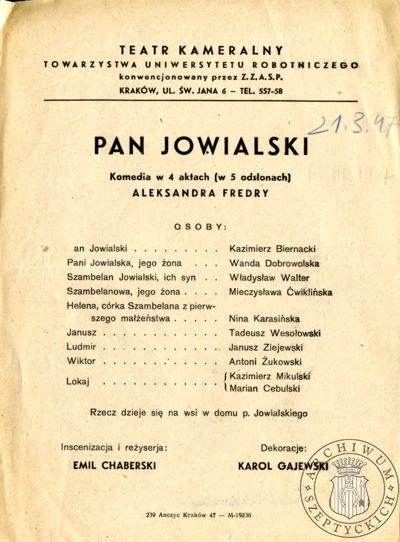 TEATR KAMERALNY
TOWARZYSTWA UNIWERSYTETU ROBOTNICZEGO
konwencjonowany przez Z.Z.A.S.P.
KRAKÓW, UL. ŚW. JANA 6 – TEL. 557-58
21.3.47
PAN JOWIALSKI
Komedia w 4 aktach (w 5 odsłonach)
ALEKSANDRA FREDRY
OSOBY:
an Jowialski . . . . . . . . . Kazimierz Biernacki
Pani Jowialska, jego żona . . . Wanda Dobrowolska
Szambelan Jowialski, ich syn . . Władysław Walter
Szambelanowa, jego żona . . . . Mieczysława Ćwiklińska
Helena, córka Szambelana z pierw-
szego małżeństwa . . . . . Nina Karasińska
Janusz . . . . . . . . . . . . Tadeusz Wesołowski
Ludmir . . . . . . . . . . . . Janusz Ziejewski
Wiktor . . . . . . . . . . . . Antoni Żukowski
Lokaj . . . . . . . . . . . . { Kazimierz Mikulski
Marian Cebulski
Rzecz dzieje się na wsi w domu p. Jowialskiego
Inscenizacja i reżyserja: Dekoracje:
EMIL CHABERSKI KAROL GAJEWSKI
239 Anczyc Kraków 47 — M-19236
ARCHIWUM
SZEPTYCKICH